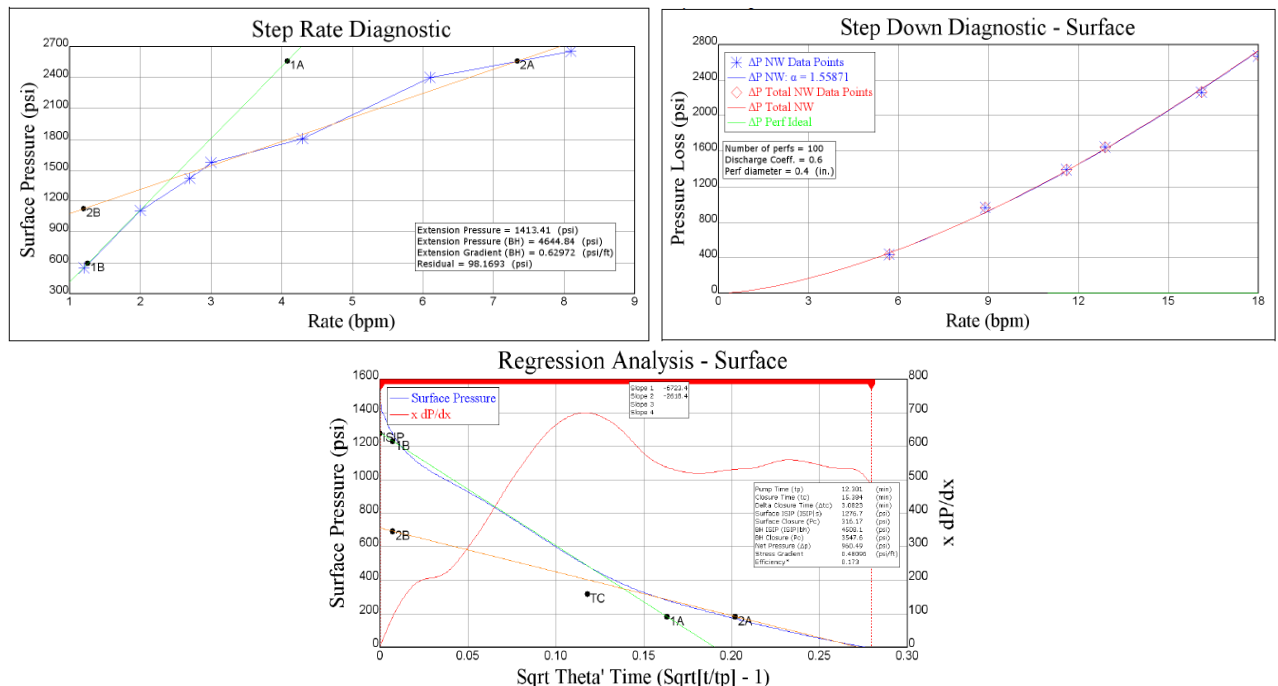 Step Rate Diagnostic
Surface Pressure (psi)
2700
2400
2100
1800
1500
1200
900
600
300
1A
2A
2B
1B
Extension Pressure = 1413.41 (psi)
Extension Pressure (BH) = 4644.84 (psi)
Extension Gradient (BH) = 0.62972 (psi/ft)
Residual = 98.1693 (psi)
1 2 3 4 5 6 7 8 9
Rate (bpm)
Step Down Diagnostic - Surface
Pressure Loss (psi)
2800
2400
2000
1600
1200
800
400
0
ΔP NW Data Points
ΔP NW: α = 1.55871
ΔP Total NW Data Points
ΔP Total NW
ΔP Perf Ideal
Number of perfs = 100
Discharge Coeff. = 0.6
Perf diameter = 0.4 (in.)
0 3 6 9 12 15 18
Rate (bpm)
Regression Analysis - Surface
Surface Pressure (psi)
1600
1400
1200
1000
800
600
400
200
0
Surface Pressure
x dP/dx
Slope 1 -6723.4
Slope 2 -2618.4
Slope 3
Slope 4
ISIP
1B
2B
TC
1A
2A
Pump Time (tp) 12.301 (min)
Closure Time (tc) 15.384 (min)
Delta Closure Time (Δtc) 3.0823 (min)
Surface ISIP (ISIP|s) 1276.7 (psi)
Surface Closure (Pc) 316.17 (psi)
BH ISIP (ISIP|bh) 4508.1 (psi)
BH Closure (Pc) 3547.6 (psi)
Net Pressure (Δp) 960.49 (psi)
Stress Gradient 0.48096 (psi/ft)
Efficiency* 0.173
800
700
600
500
400
300
200
100
0
x dP/dx
0 0.05 0.10 0.15 0.20 0.25 0.30
Sqrt Theta' Time (Sqrt[t/tp] - 1)